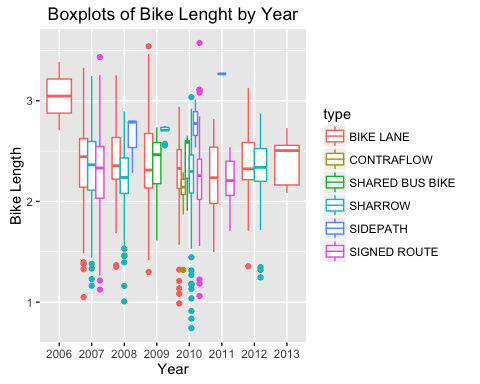 Boxplots of Bike Lenght by Year
Bike Length
3
2
1
2006 2007 2008 2009 2010 2011 2012 2013
Year
type
BIKE LANE
CONTRAFLOW
SHARED BUS BIKE
SHARROW
SIDEPATH
SIGNED ROUTE